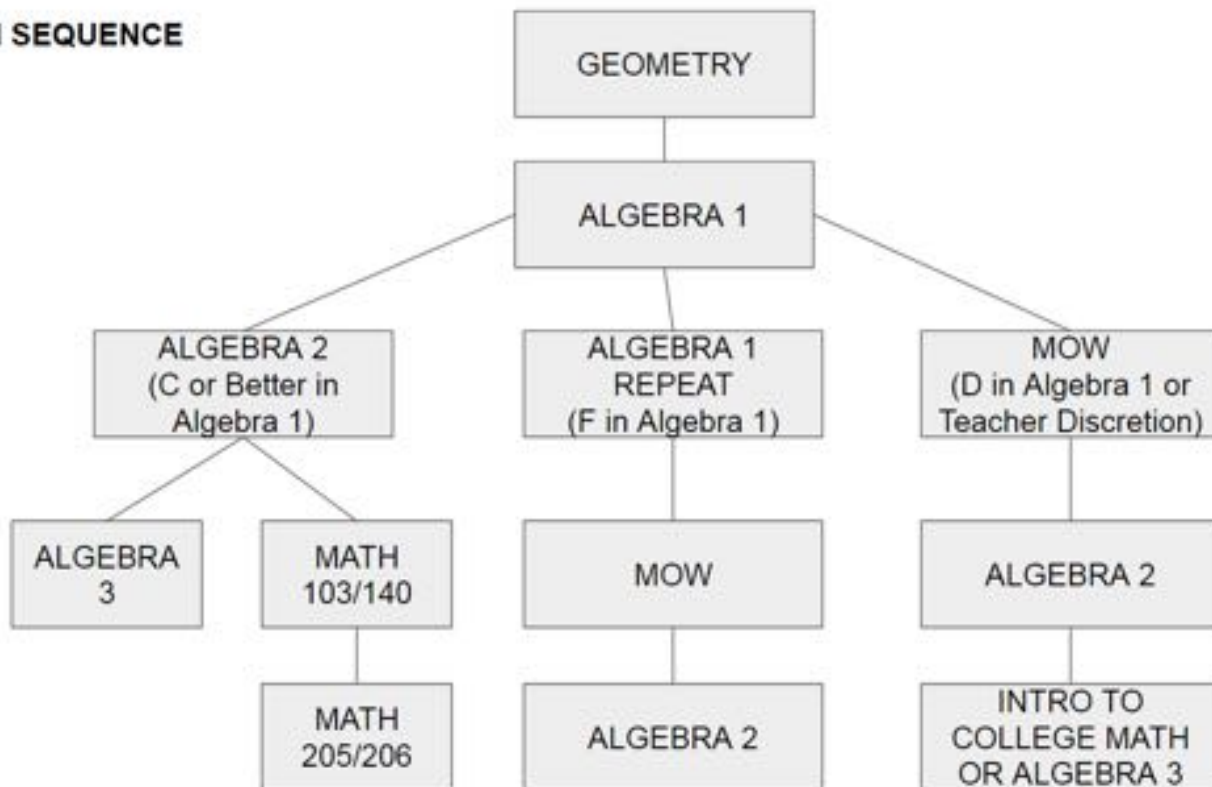 SEQUENCE
GEOMETRY
ALGEBRA 1
ALGEBRA 2
(C or Better in
Algebra 1)
ALGEBRA 1
REPEAT
(F in Algebra 1)
MOW
(D in Algebra 1 or
Teacher Discretion)
ALGEBRA
3
MATH
103/140
MOW
ALGEBRA 2
MATH
205/206
ALGEBRA 2
INTRO TO
COLLEGE MATH
OR ALGEBRA 3